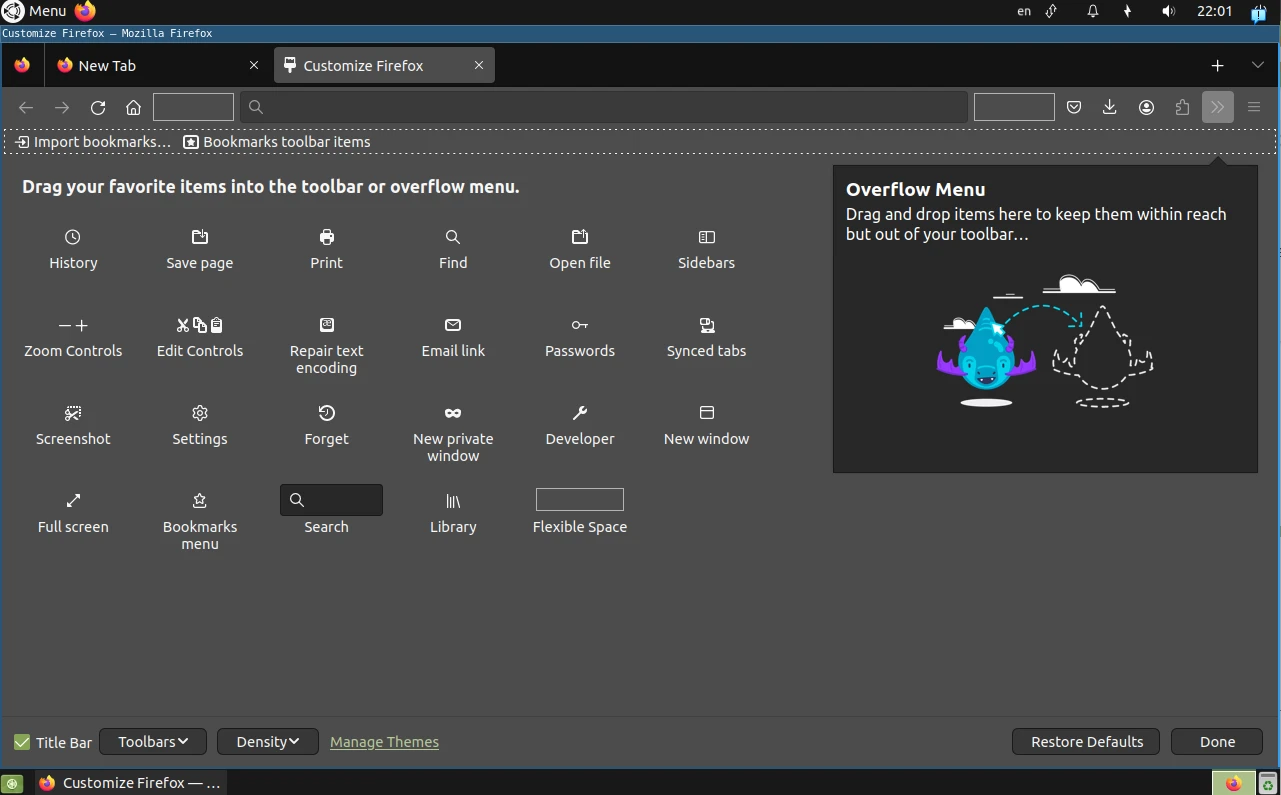 Menu
en
22:01
Customize Firefox — Mozilla Firefox
New Tab
Customize Firefox
Import bookmarks…
Bookmarks toolbar items
Drag your favorite items into the toolbar or overflow menu.
History
Save page
Print
Find
Open file
Sidebars
Zoom Controls
Edit Controls
Repair text
encoding
Email link
Passwords
Synced tabs
Screenshot
Settings
Forget
New private
window
Developer
New window
Full screen
Bookmarks
menu
Search
Library
Flexible Space
Overflow Menu
Drag and drop items here to keep them within reach
but out of your toolbar…
Title Bar
Toolbars
Density
Manage Themes
Restore Defaults
Done
Customize Firefox — …